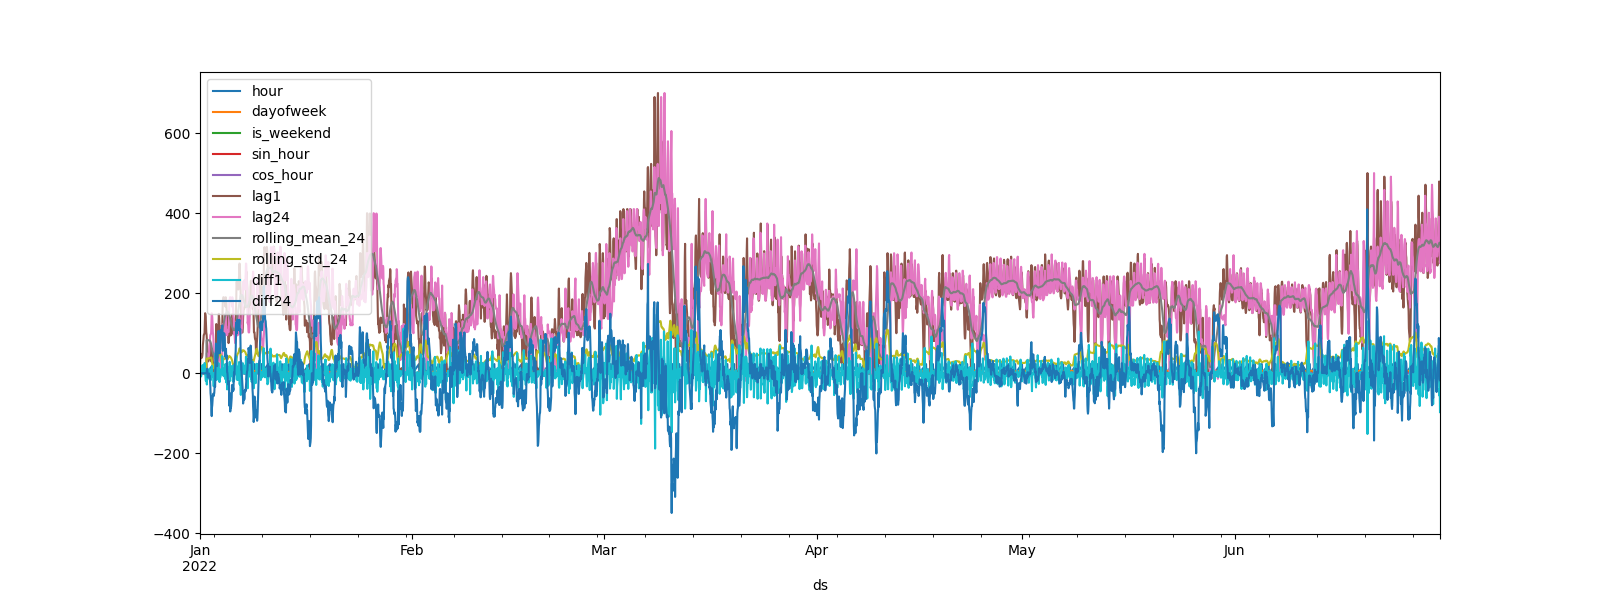 hour
dayofweek
is_weekend
sin_hour
cos_hour
lag1
lag24
rolling_mean_24
rolling_std_24
diff1
diff24
600
400
200
0
−200
−400
Jan
2022
Feb
Mar
Apr
May
Jun
ds